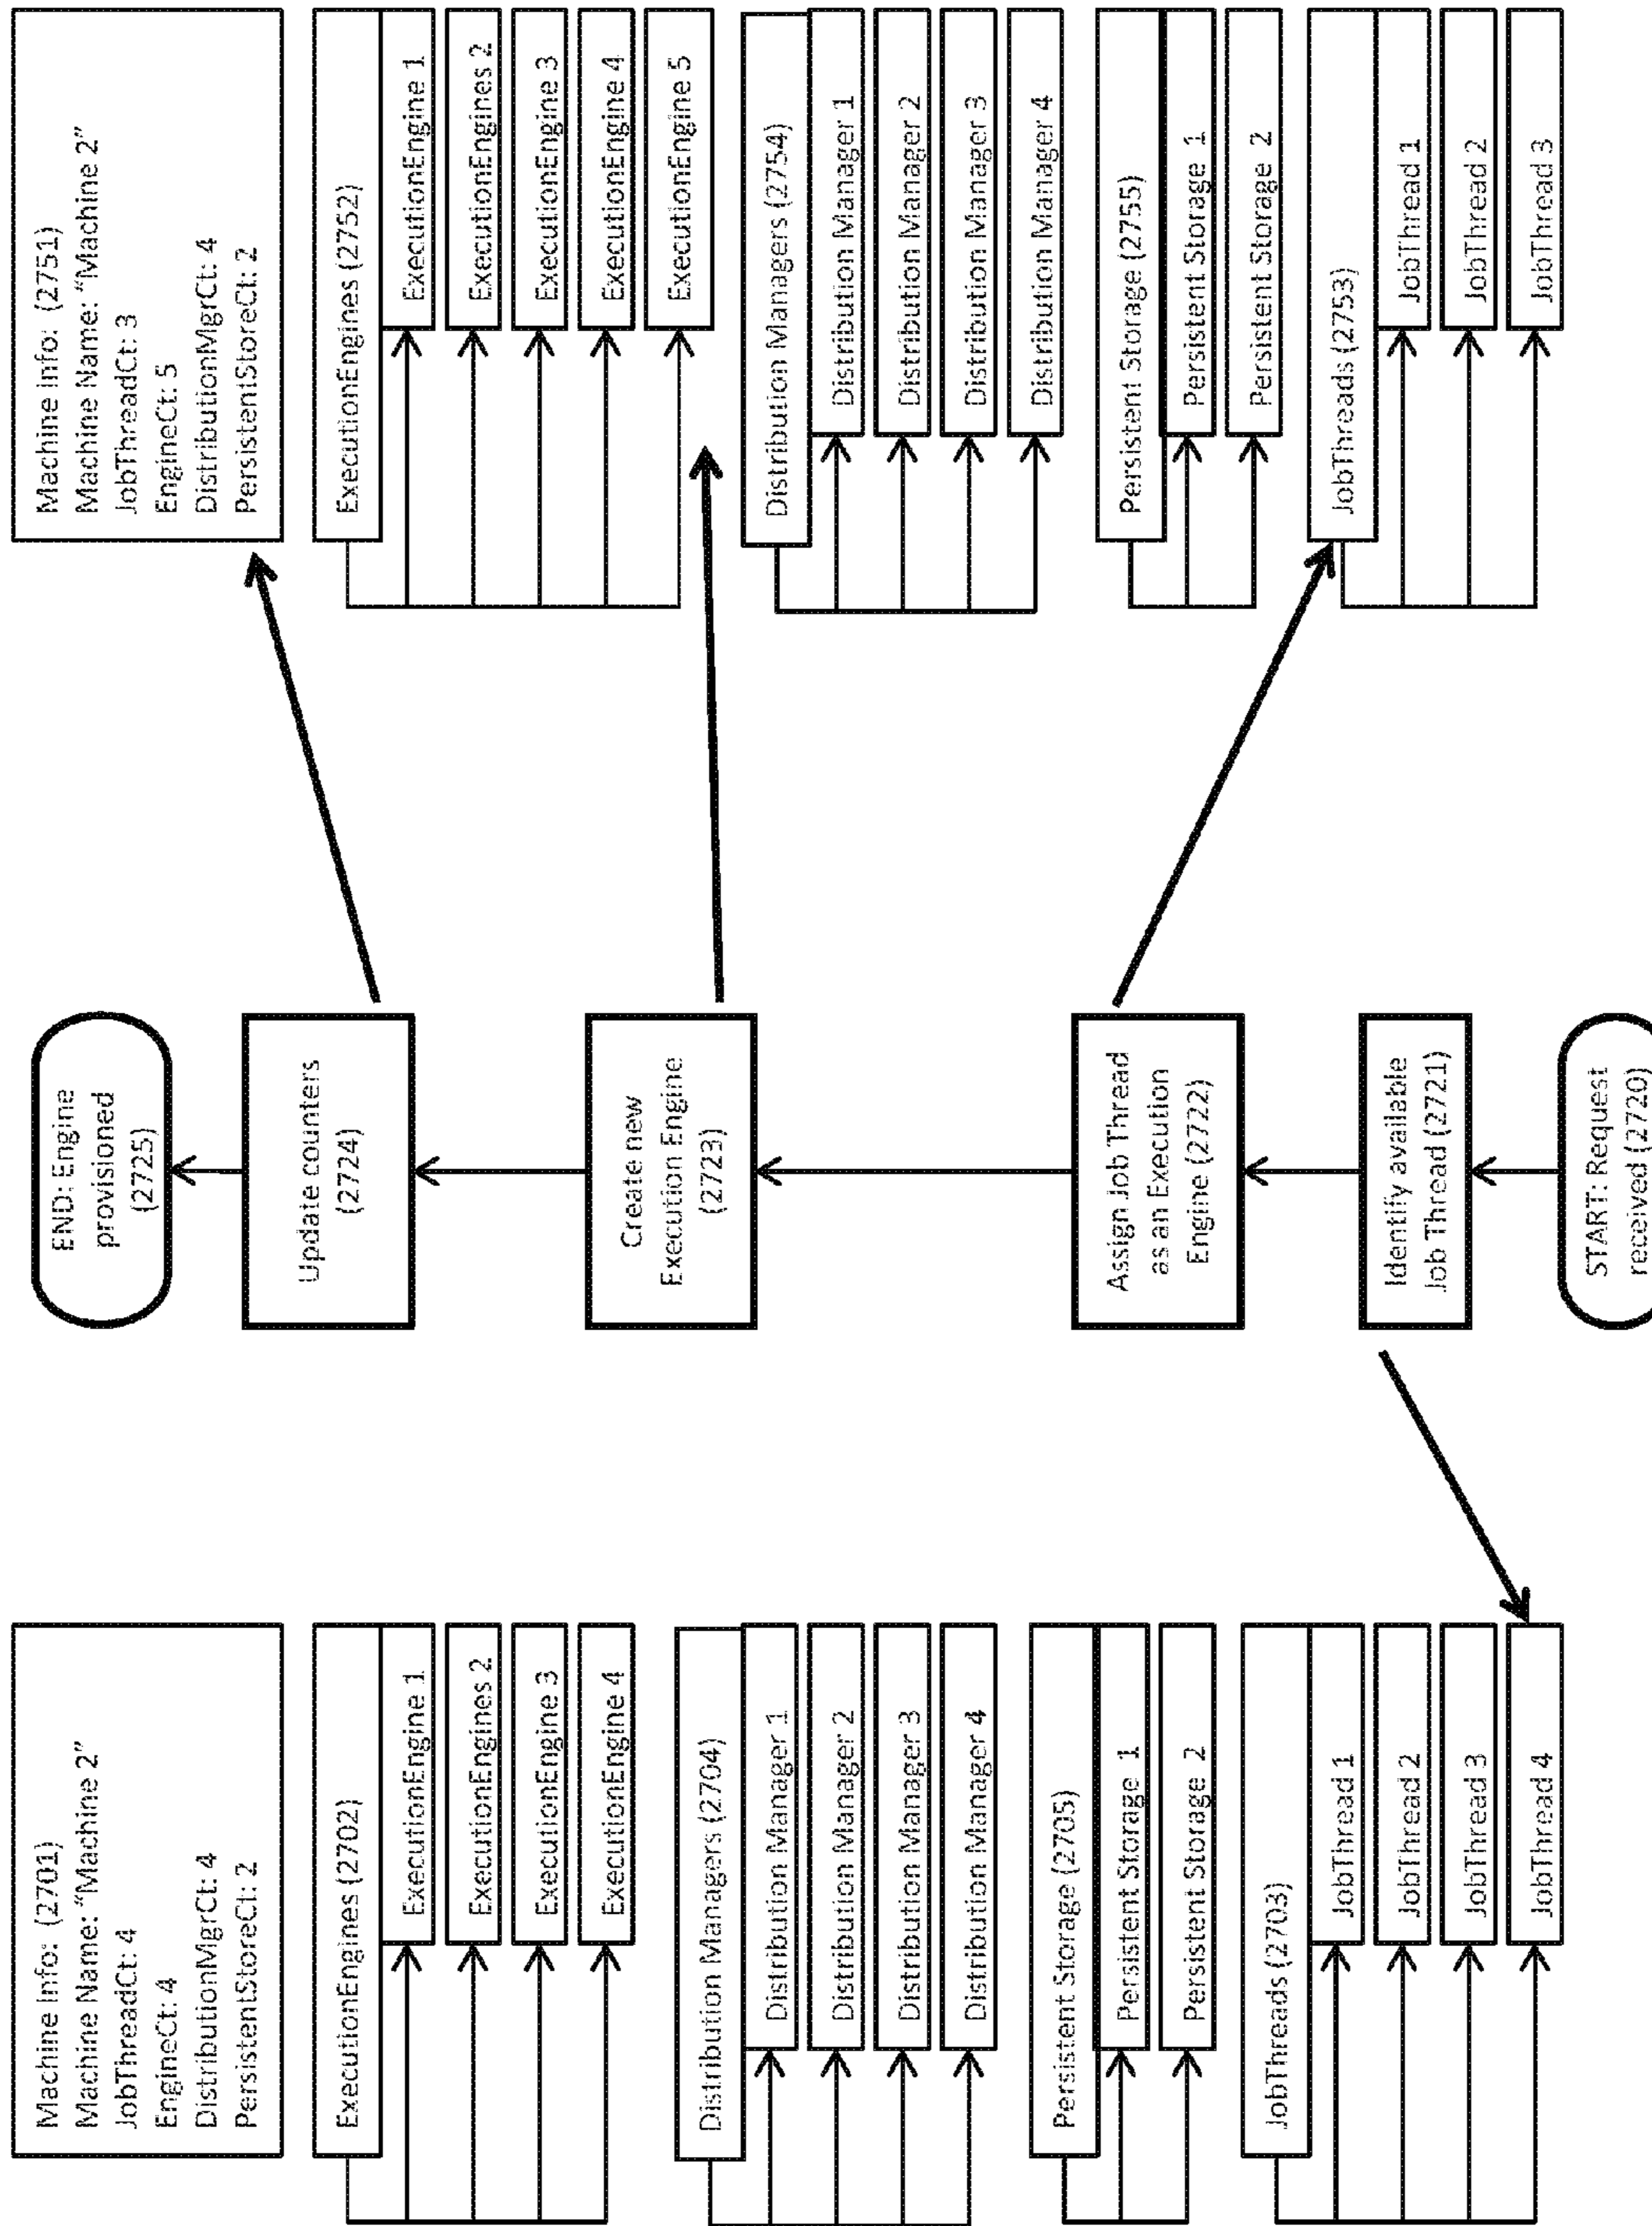 Machine Info: (2701)
Machine Name: “Machine 2”
JobThreadCt: 4
EngineCt: 4
DistributionMgrCt: 4
PersistentStoreCt: 2
ExecutionEngines (2702)
ExecutionEngine 1
ExecutionEngines 2
ExecutionEngine 3
ExecutionEngine 4
Distribution Managers (2704)
Distribution Manager 1
Distribution Manager 2
Distribution Manager 3
Distribution Manager 4
Persistent Storage (2705)
Persistent Storage 1
Persistent Storage 2
JobThreads (2703)
JobThread 1
JobThread 2
JobThread 3
JobThread 4
END: Engine
provisioned
(2725)
Update counters
(2724)
Create new
Execution Engine
(2723)
Assign Job Thread
as an Execution
Engine (2722)
Identify available
Job Thread (2721)
START: Request
received (2720)
Machine Info: (2751)
Machine Name: “Machine 2”
JobThreadCt: 3
EngineCt: 5
DistributionMgrCt: 4
PersistentStoreCt: 2
ExecutionEngines (2752)
ExecutionEngine 1
ExecutionEngines 2
ExecutionEngine 3
ExecutionEngine 4
ExecutionEngine 5
Distribution Managers (2754)
Distribution Manager 1
Distribution Manager 2
Distribution Manager 3
Distribution Manager 4
Persistent Storage (2755)
Persistent Storage 1
Persistent Storage 2
JobThreads (2753)
JobThread 1
JobThread 2
JobThread 3